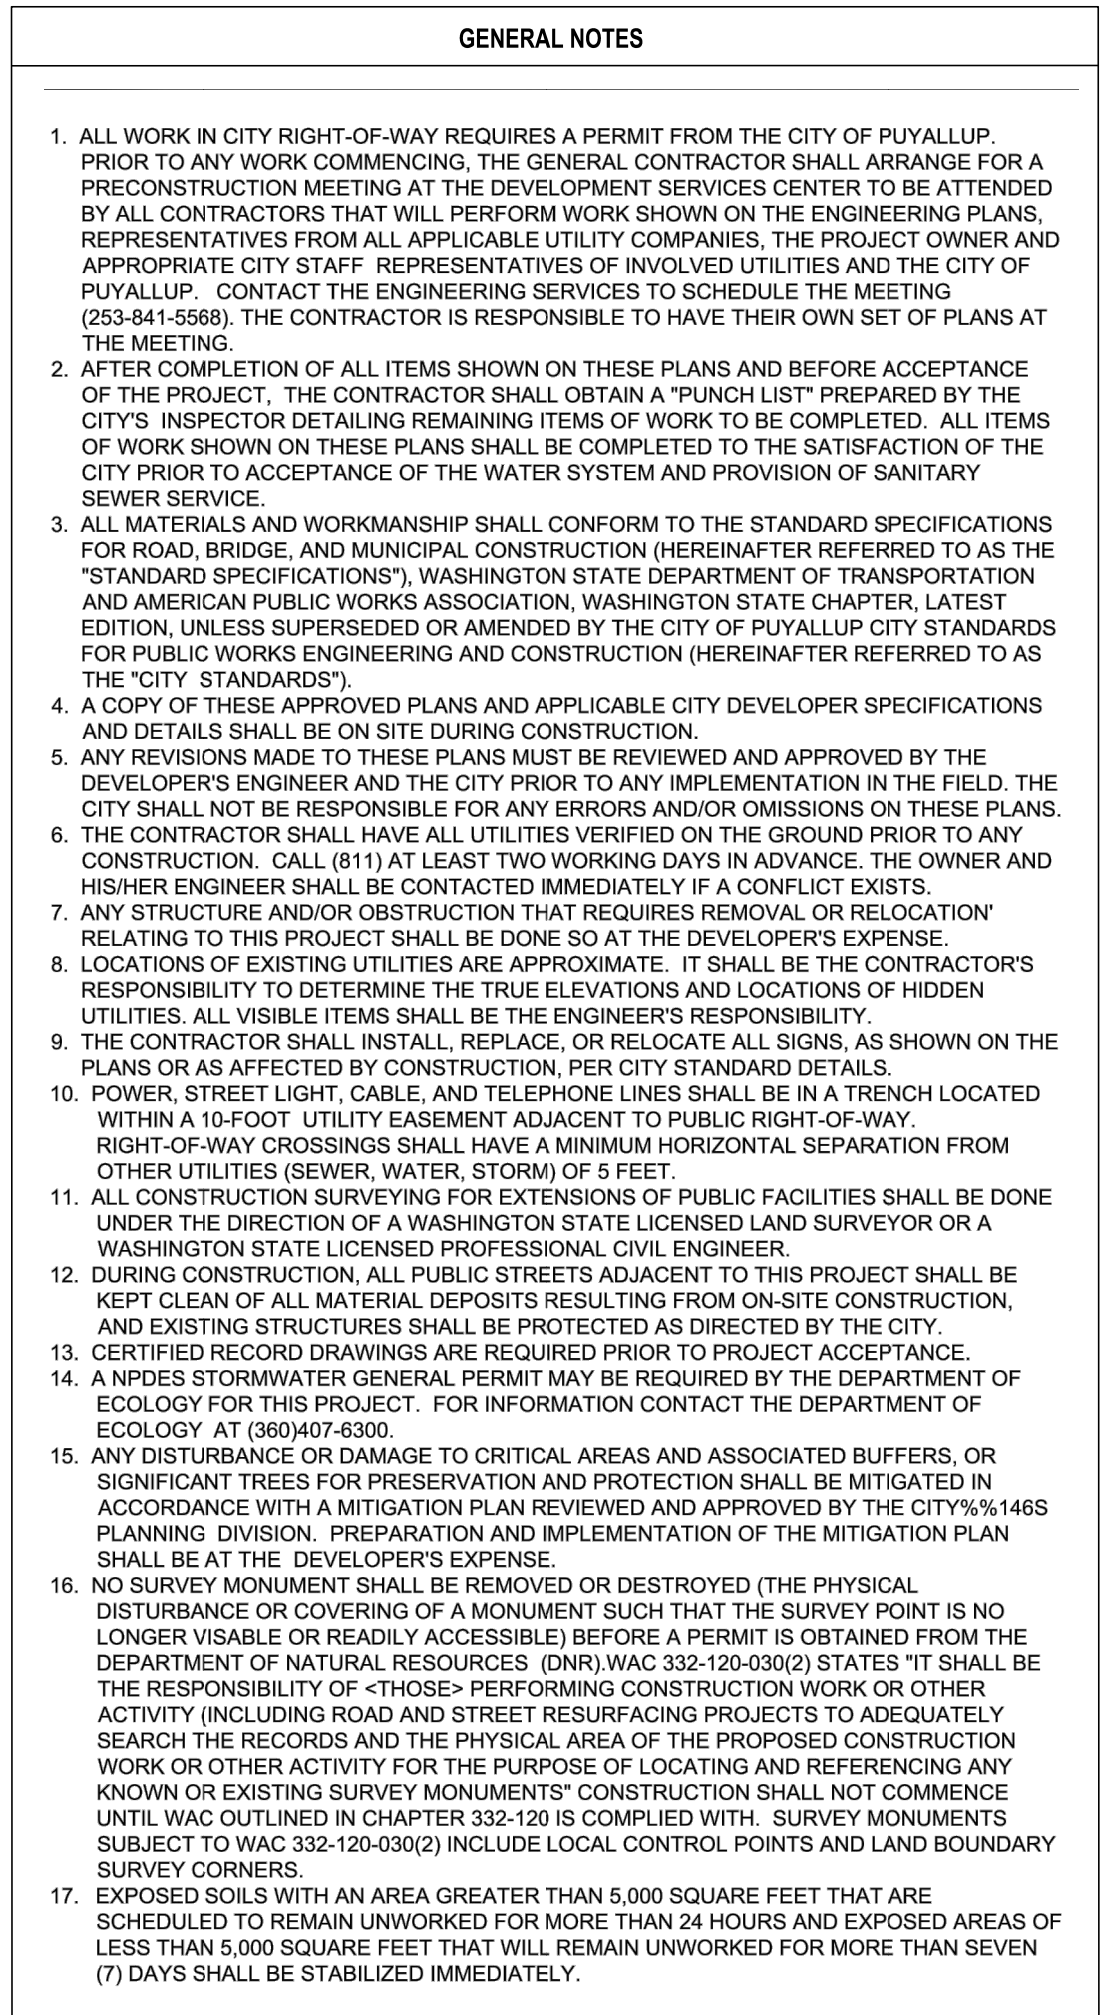 GENERAL NOTES
1. ALL WORK IN CITY RIGHT-OF-WAY REQUIRES A PERMIT FROM THE CITY OF PUYALLUP.
PRIOR TO ANY WORK COMMENCING, THE GENERAL CONTRACTOR SHALL ARRANGE FOR A
PRECONSTRUCTION MEETING AT THE DEVELOPMENT SERVICES CENTER TO BE ATTENDED
BY ALL CONTRACTORS THAT WILL PERFORM WORK SHOWN ON THE ENGINEERING PLANS,
REPRESENTATIVES FROM ALL APPLICABLE UTILITY COMPANIES, THE PROJECT OWNER AND
APPROPRIATE CITY STAFF  REPRESENTATIVES OF INVOLVED UTILITIES AND THE CITY OF
PUYALLUP.   CONTACT THE ENGINEERING SERVICES TO SCHEDULE THE MEETING
(253-841-5568). THE CONTRACTOR IS RESPONSIBLE TO HAVE THEIR OWN SET OF PLANS AT
THE MEETING.
2. AFTER COMPLETION OF ALL ITEMS SHOWN ON THESE PLANS AND BEFORE ACCEPTANCE
OF THE PROJECT,  THE CONTRACTOR SHALL OBTAIN A "PUNCH LIST" PREPARED BY THE
CITY'S  INSPECTOR DETAILING REMAINING ITEMS OF WORK TO BE COMPLETED.  ALL ITEMS
OF WORK SHOWN ON THESE PLANS SHALL BE COMPLETED TO THE SATISFACTION OF THE
CITY PRIOR TO ACCEPTANCE OF THE WATER SYSTEM AND PROVISION OF SANITARY
SEWER SERVICE.
3. ALL MATERIALS AND WORKMANSHIP SHALL CONFORM TO THE STANDARD SPECIFICATIONS
FOR ROAD, BRIDGE, AND MUNICIPAL CONSTRUCTION (HEREINAFTER REFERRED TO AS THE
"STANDARD SPECIFICATIONS"), WASHINGTON STATE DEPARTMENT OF TRANSPORTATION
AND AMERICAN PUBLIC WORKS ASSOCIATION, WASHINGTON STATE CHAPTER, LATEST
EDITION, UNLESS SUPERSEDED OR AMENDED BY THE CITY OF PUYALLUP CITY STANDARDS
FOR PUBLIC WORKS ENGINEERING AND CONSTRUCTION (HEREINAFTER REFERRED TO AS
THE "CITY  STANDARDS").
4. A COPY OF THESE APPROVED PLANS AND APPLICABLE CITY DEVELOPER SPECIFICATIONS
AND DETAILS SHALL BE ON SITE DURING CONSTRUCTION.
5. ANY REVISIONS MADE TO THESE PLANS MUST BE REVIEWED AND APPROVED BY THE
DEVELOPER'S ENGINEER AND THE CITY PRIOR TO ANY IMPLEMENTATION IN THE FIELD. THE
CITY SHALL NOT BE RESPONSIBLE FOR ANY ERRORS AND/OR OMISSIONS ON THESE PLANS.
6. THE CONTRACTOR SHALL HAVE ALL UTILITIES VERIFIED ON THE GROUND PRIOR TO ANY
CONSTRUCTION.  CALL (811) AT LEAST TWO WORKING DAYS IN ADVANCE. THE OWNER AND
HIS/HER ENGINEER SHALL BE CONTACTED IMMEDIATELY IF A CONFLICT EXISTS.
7. ANY STRUCTURE AND/OR OBSTRUCTION THAT REQUIRES REMOVAL OR RELOCATION'
RELATING TO THIS PROJECT SHALL BE DONE SO AT THE DEVELOPER'S EXPENSE.
8. LOCATIONS OF EXISTING UTILITIES ARE APPROXIMATE.  IT SHALL BE THE CONTRACTOR'S
RESPONSIBILITY TO DETERMINE THE TRUE ELEVATIONS AND LOCATIONS OF HIDDEN
UTILITIES. ALL VISIBLE ITEMS SHALL BE THE ENGINEER'S RESPONSIBILITY.
9. THE CONTRACTOR SHALL INSTALL, REPLACE, OR RELOCATE ALL SIGNS, AS SHOWN ON THE
PLANS OR AS AFFECTED BY CONSTRUCTION, PER CITY STANDARD DETAILS.
10. POWER, STREET LIGHT, CABLE, AND TELEPHONE LINES SHALL BE IN A TRENCH LOCATED
WITHIN A 10-FOOT  UTILITY EASEMENT ADJACENT TO PUBLIC RIGHT-OF-WAY.
RIGHT-OF-WAY CROSSINGS SHALL HAVE A MINIMUM HORIZONTAL SEPARATION FROM
OTHER UTILITIES (SEWER, WATER, STORM) OF 5 FEET.
11. ALL CONSTRUCTION SURVEYING FOR EXTENSIONS OF PUBLIC FACILITIES SHALL BE DONE
UNDER THE DIRECTION OF A WASHINGTON STATE LICENSED LAND SURVEYOR OR A
WASHINGTON STATE LICENSED PROFESSIONAL CIVIL ENGINEER.
12. DURING CONSTRUCTION, ALL PUBLIC STREETS ADJACENT TO THIS PROJECT SHALL BE
KEPT CLEAN OF ALL MATERIAL DEPOSITS RESULTING FROM ON-SITE CONSTRUCTION,
AND EXISTING STRUCTURES SHALL BE PROTECTED AS DIRECTED BY THE CITY.
13. CERTIFIED RECORD DRAWINGS ARE REQUIRED PRIOR TO PROJECT ACCEPTANCE.
14. A NPDES STORMWATER GENERAL PERMIT MAY BE REQUIRED BY THE DEPARTMENT OF
ECOLOGY FOR THIS PROJECT.  FOR INFORMATION CONTACT THE DEPARTMENT OF
ECOLOGY  AT (360)407-6300.
15. ANY DISTURBANCE OR DAMAGE TO CRITICAL AREAS AND ASSOCIATED BUFFERS, OR
SIGNIFICANT TREES FOR PRESERVATION AND PROTECTION SHALL BE MITIGATED IN
ACCORDANCE WITH A MITIGATION PLAN REVIEWED AND APPROVED BY THE CITY%%146S
PLANNING  DIVISION.  PREPARATION AND IMPLEMENTATION OF THE MITIGATION PLAN
SHALL BE AT THE  DEVELOPER'S EXPENSE.
16. NO SURVEY MONUMENT SHALL BE REMOVED OR DESTROYED (THE PHYSICAL
DISTURBANCE OR COVERING OF A MONUMENT SUCH THAT THE SURVEY POINT IS NO
LONGER VISABLE OR READILY ACCESSIBLE) BEFORE A PERMIT IS OBTAINED FROM THE
DEPARTMENT OF NATURAL RESOURCES  (DNR).WAC 332-120-030(2) STATES "IT SHALL BE
THE RESPONSIBILITY OF <THOSE> PERFORMING CONSTRUCTION WORK OR OTHER
ACTIVITY (INCLUDING ROAD AND STREET RESURFACING PROJECTS TO ADEQUATELY
SEARCH THE RECORDS AND THE PHYSICAL AREA OF THE PROPOSED CONSTRUCTION
WORK OR OTHER ACTIVITY FOR THE PURPOSE OF LOCATING AND REFERENCING ANY
KNOWN OR EXISTING SURVEY MONUMENTS" CONSTRUCTION SHALL NOT COMMENCE
UNTIL WAC OUTLINED IN CHAPTER 332-120 IS COMPLIED WITH.  SURVEY MONUMENTS
SUBJECT TO WAC 332-120-030(2) INCLUDE LOCAL CONTROL POINTS AND LAND BOUNDARY
SURVEY CORNERS.
17. EXPOSED SOILS WITH AN AREA GREATER THAN 5,000 SQUARE FEET THAT ARE
SCHEDULED TO REMAIN UNWORKED FOR MORE THAN 24 HOURS AND EXPOSED AREAS OF
LESS THAN 5,000 SQUARE FEET THAT WILL REMAIN UNWORKED FOR MORE THAN SEVEN
(7) DAYS SHALL BE STABILIZED IMMEDIATELY.